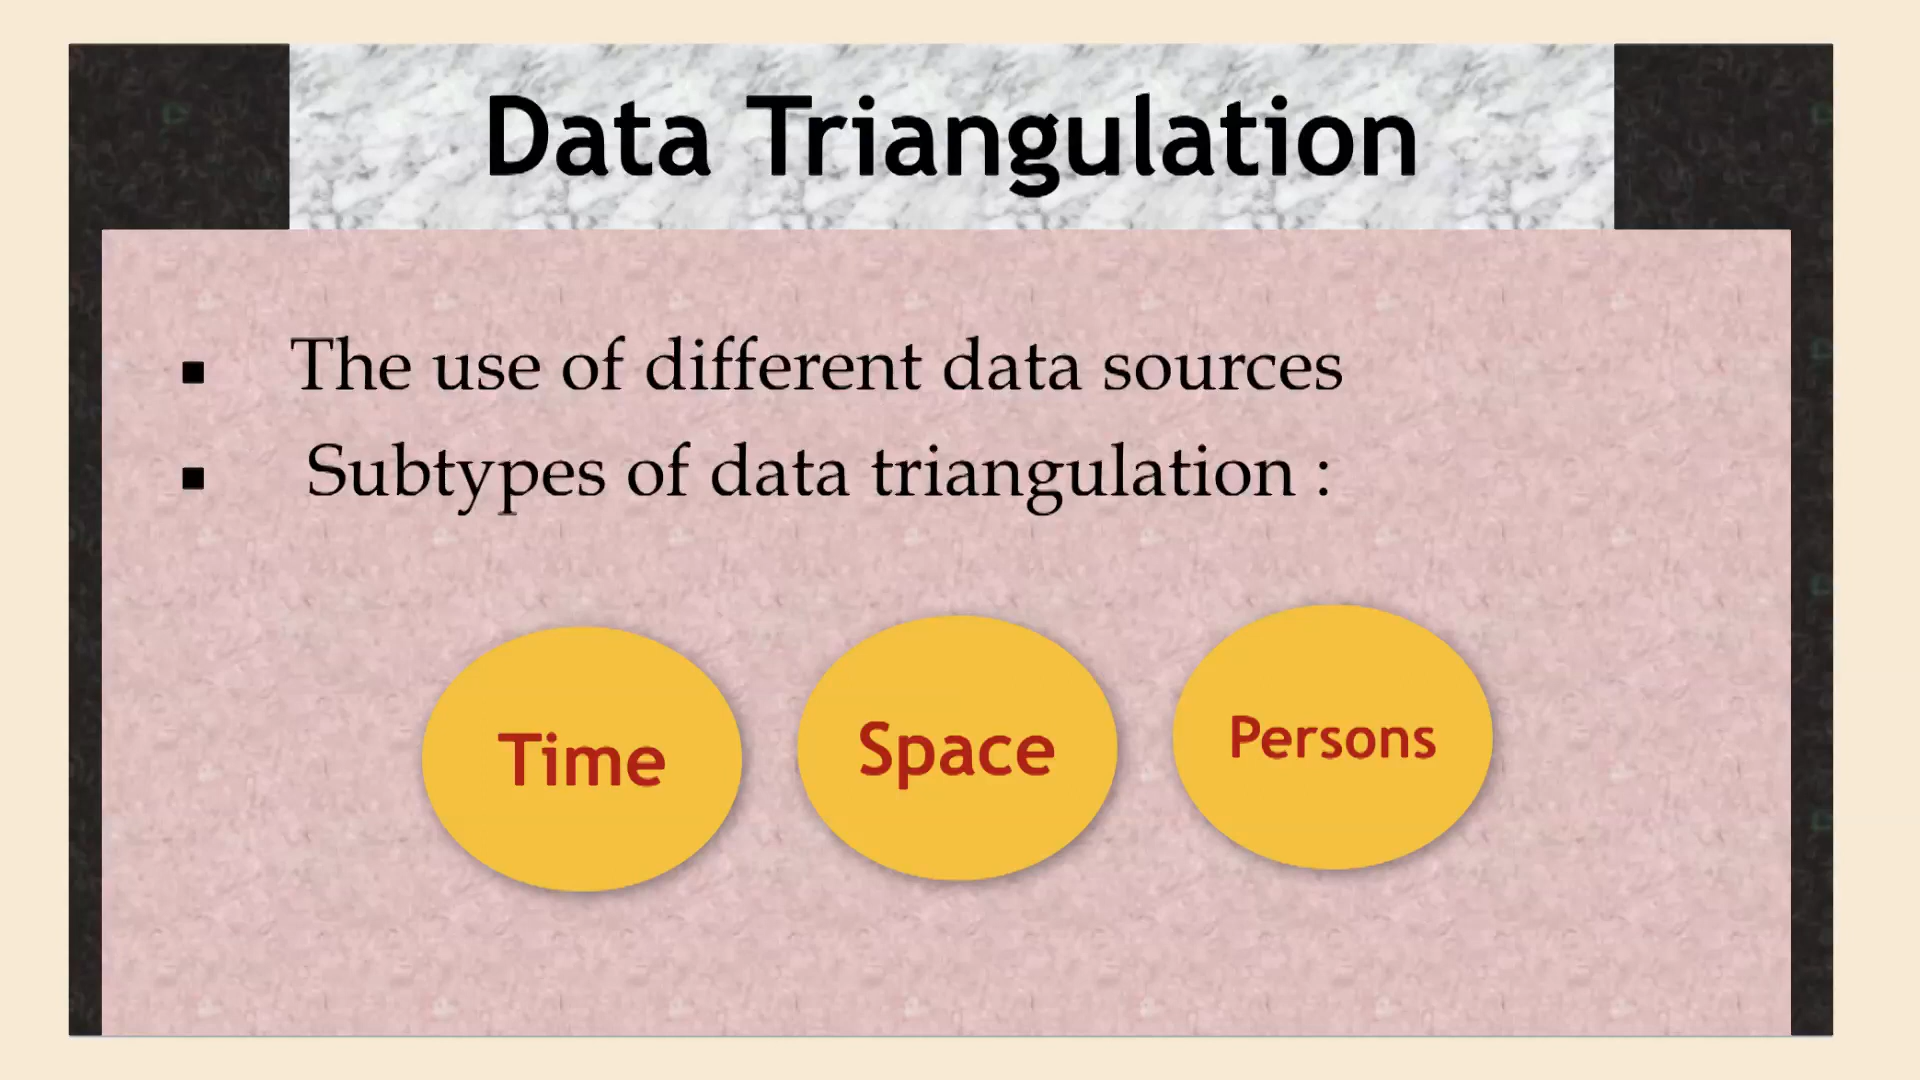 Data Triangulation
▪ The use of different data sources
▪ Subtypes of data triangulation :
Time Space Persons